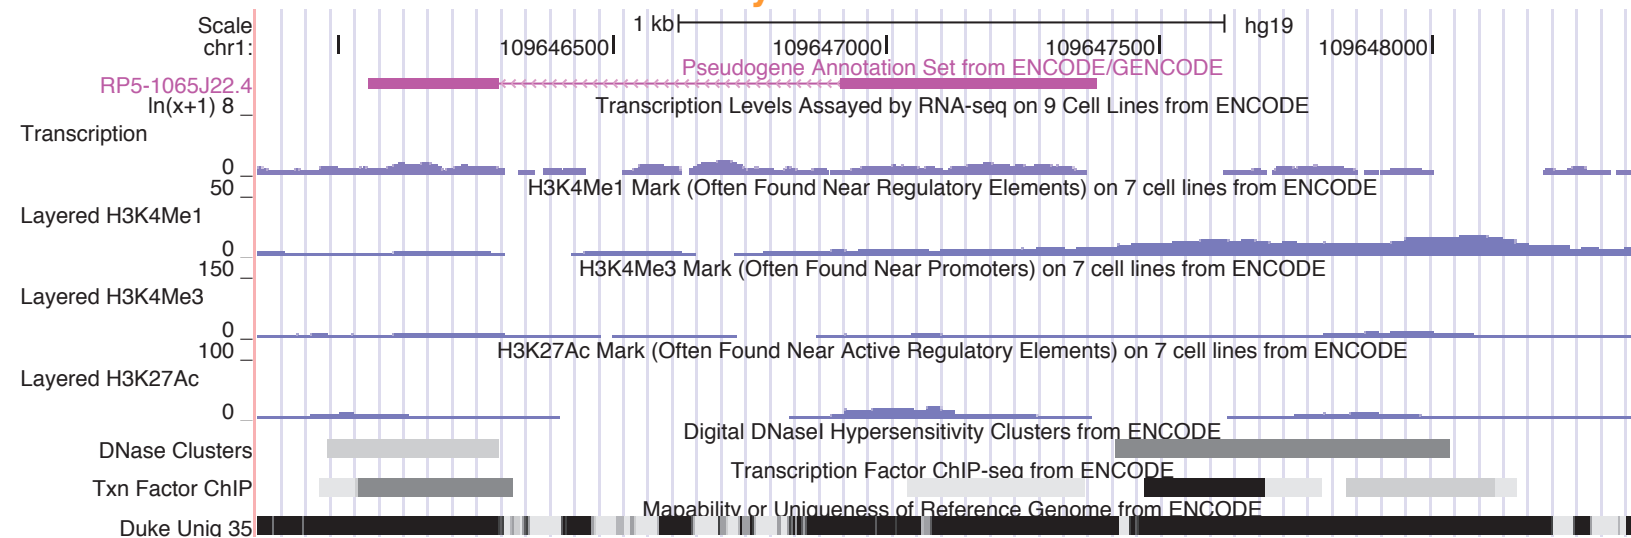 Scale 1 kb hg19
chr1: 109646500 109647000 109647500 109648000
Pseudogene Annotation Set from ENCODE/GENCODE
RP5-1065J22.4
ln(x+1) 8 Transcription Levels Assayed by RNA-seq on 9 Cell Lines from ENCODE
Transcription
0
50 H3K4Me1 Mark (Often Found Near Regulatory Elements) on 7 cell lines from ENCODE
Layered H3K4Me1
0
150 H3K4Me3 Mark (Often Found Near Promoters) on 7 cell lines from ENCODE
Layered H3K4Me3
0
100 H3K27Ac Mark (Often Found Near Active Regulatory Elements) on 7 cell lines from ENCODE
Layered H3K27Ac
0
Digital DNaseI Hypersensitivity Clusters from ENCODE
DNase Clusters
Transcription Factor ChIP-seq from ENCODE
Txn Factor ChIP
Mapability or Uniqueness of Reference Genome from ENCODE
Duke Uniq 35